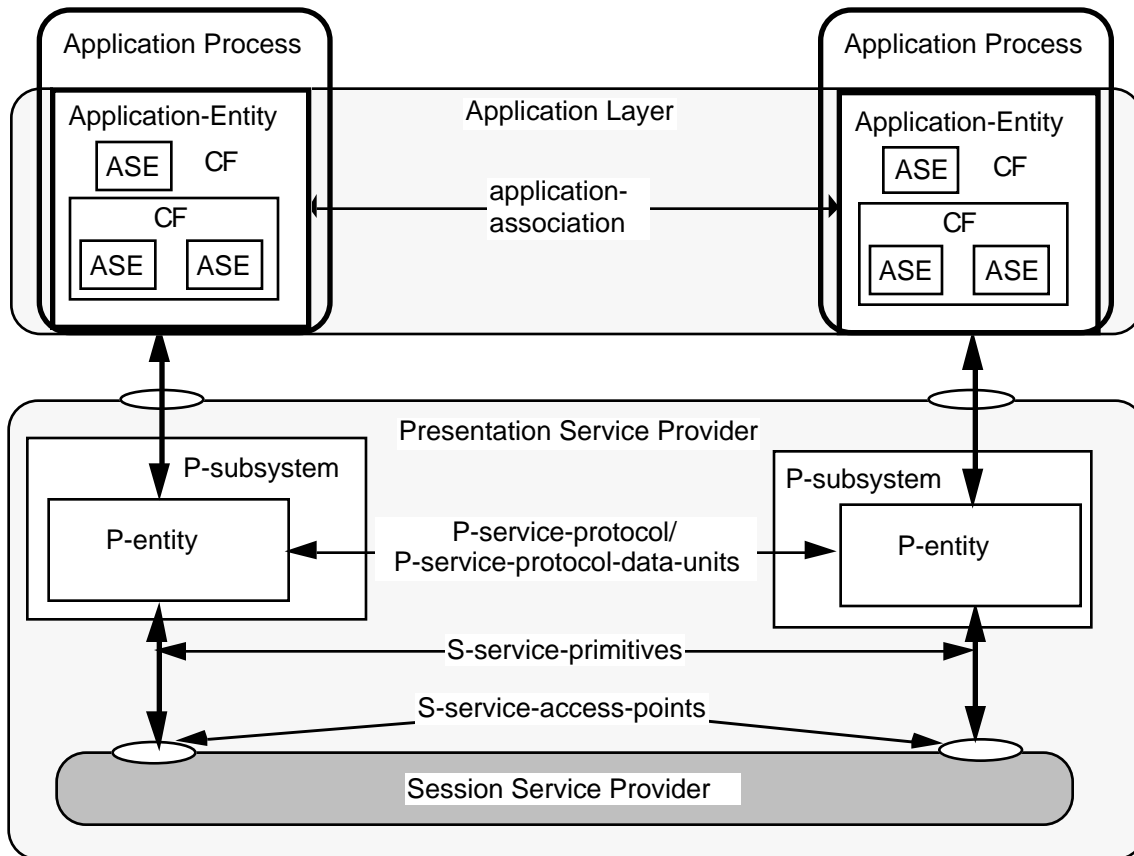 Application Process
Application Process
Application Layer
Application-Entity
Application-Entity
ASE
CF
ASE
CF
application-
association
CF
CF
ASE
ASE
ASE
ASE
Presentation Service Provider
P-subsystem
P-subsystem
P-entity
P-service-protocol/
P-service-protocol-data-units
P-entity
S-service-primitives
S-service-access-points
Session Service Provider